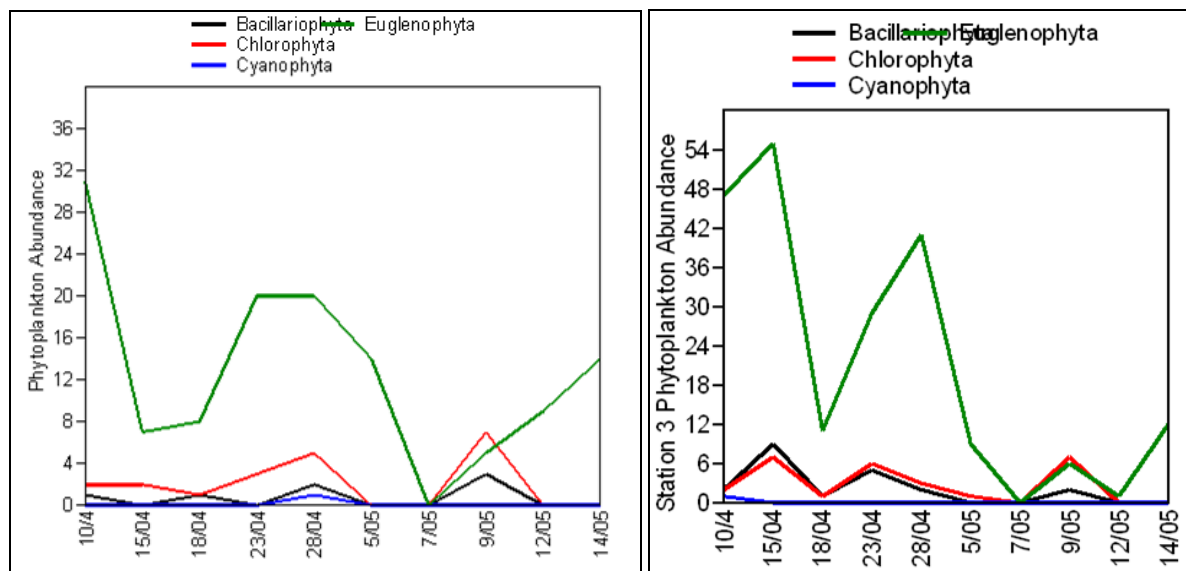 Bacillariophyta Euglenophyta
Chlorophyta
Cyanophyta
Phytoplankton Abundance
36
32
28
24
20
16
12
8
4
0
10/4 15/04 18/04 23/04 28/04 5/05 7/05 9/05 12/05 14/05
Bacillariophyta Euglenophyta
Chlorophyta
Cyanophyta
Station 3 Phytoplankton Abundance
54
48
42
36
30
24
18
12
6
0
10/4 15/04 18/04 23/04 28/04 5/05 7/05 9/05 12/05 14/05